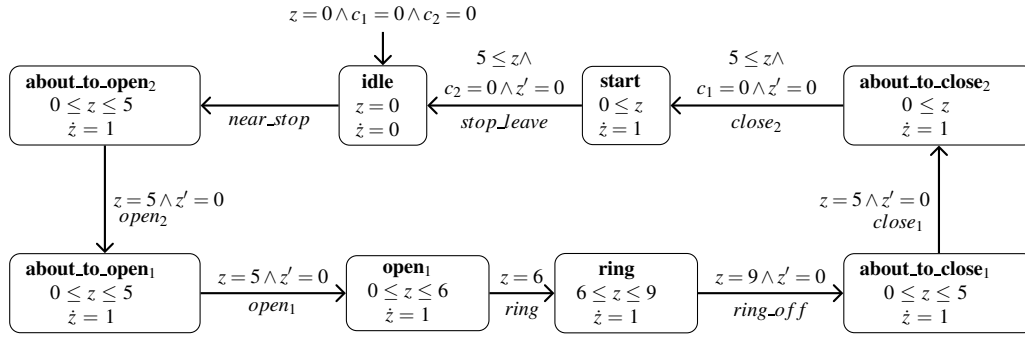 z = 0 ∧ c₁ = 0 ∧ c₂ = 0
about_to_open₂
0 ≤ z ≤ 5
ż = 1
near_stop
idle
z = 0
ż = 0
5 ≤ z∧
c₂ = 0 ∧ z′ = 0
stop_leave
start
0 ≤ z
ż = 1
5 ≤ z∧
c₁ = 0 ∧ z′ = 0
close₂
about_to_close₂
0 ≤ z
ż = 1
z = 5 ∧ z′ = 0
open₂
z = 5 ∧ z′ = 0
close₁
about_to_open₁
0 ≤ z ≤ 5
ż = 1
z = 5 ∧ z′ = 0
open₁
open₁
0 ≤ z ≤ 6
ż = 1
z = 6
ring
ring
6 ≤ z ≤ 9
ż = 1
z = 9 ∧ z′ = 0
ring_off
about_to_close₁
0 ≤ z ≤ 5
ż = 1